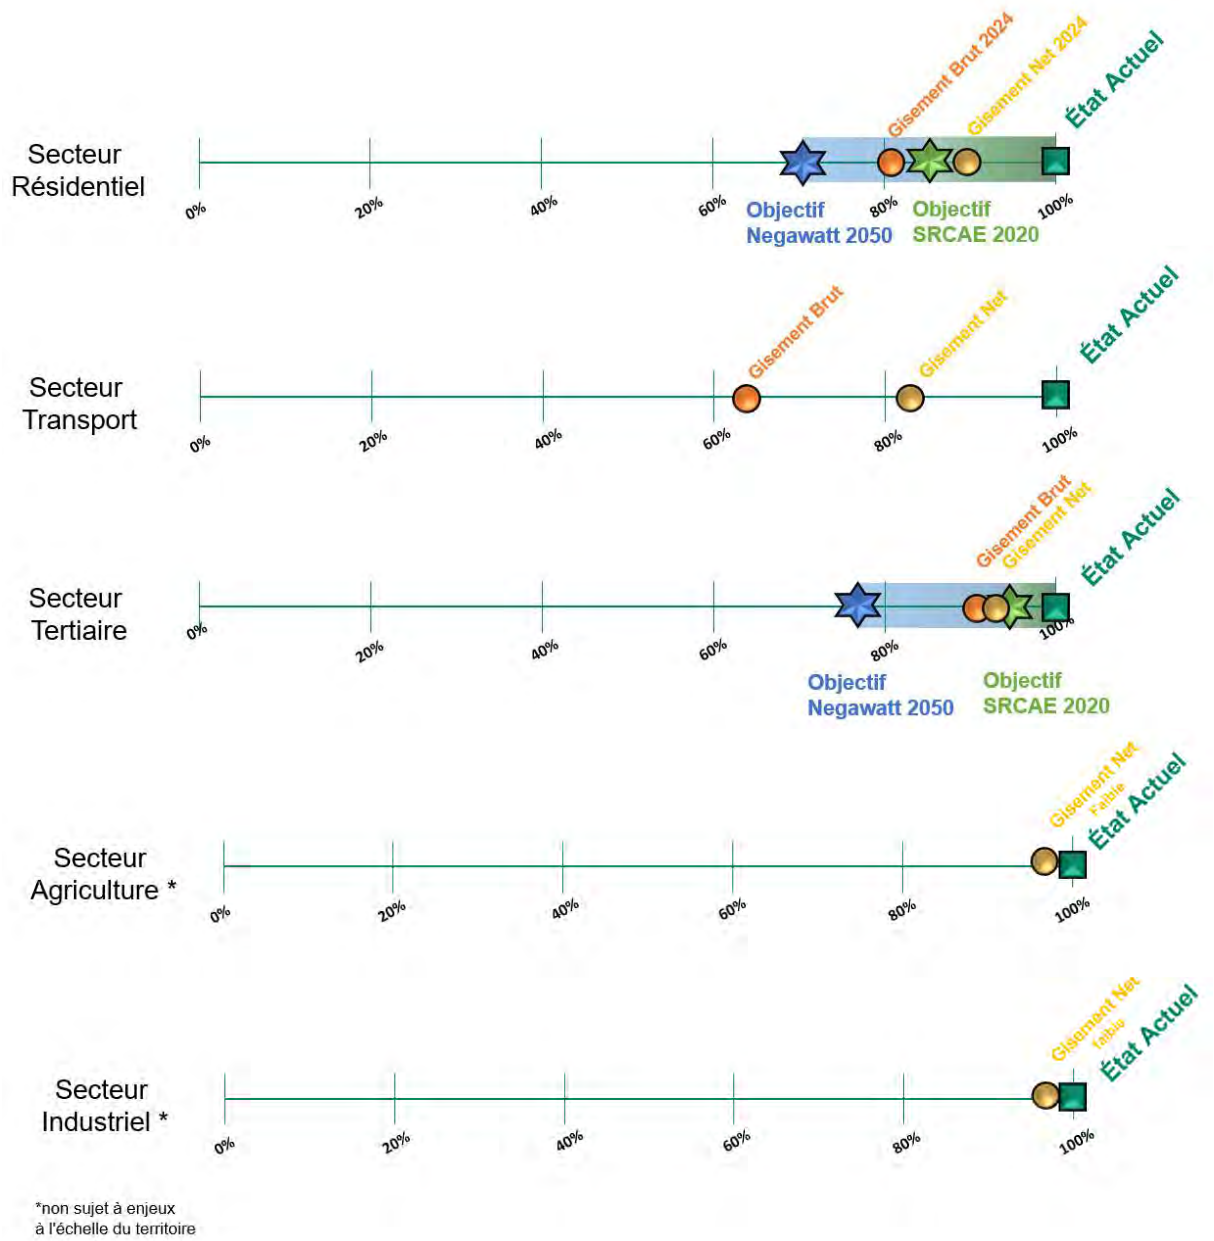 Gisement Brut 2024
Gisement Net 2024
État Actuel
Secteur
Résidentiel
0%
20%
40%
60%
80%
100%
Objectif
Negawatt 2050
Objectif
SRCAE 2020
Gisement Brut
Gisement Net
État Actuel
Secteur
Transport
0%
20%
40%
60%
80%
100%
Gisement Brut
Gisement Net
État Actuel
Secteur
Tertiaire
0%
20%
40%
60%
80%
100%
Objectif
Negawatt 2050
Objectif
SRCAE 2020
Gisement Net
Faible
État Actuel
Secteur
Agriculture *
0%
20%
40%
60%
80%
100%
Gisement Net
faible
État Actuel
Secteur
Industriel *
0%
20%
40%
60%
80%
100%
*non sujet à enjeux
à l'échelle du territoire